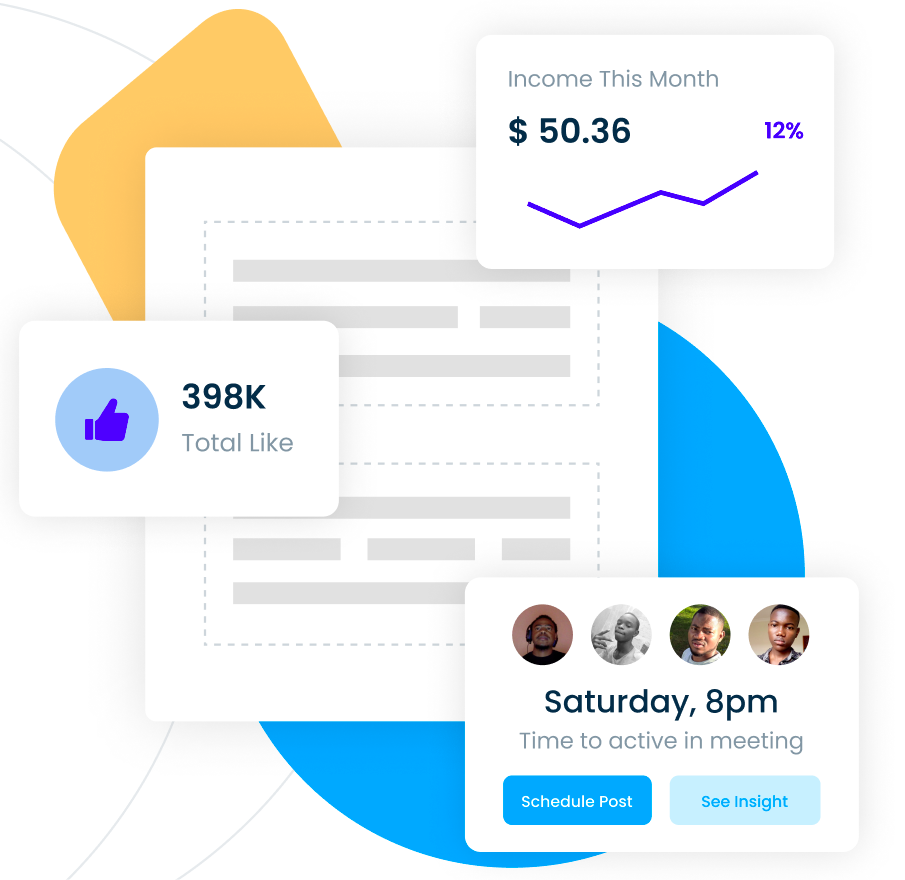 Income This Month
$ 50.36
12%
398K
Total Like
Saturday, 8pm
Time to active in meeting
Schedule Post
See Insight